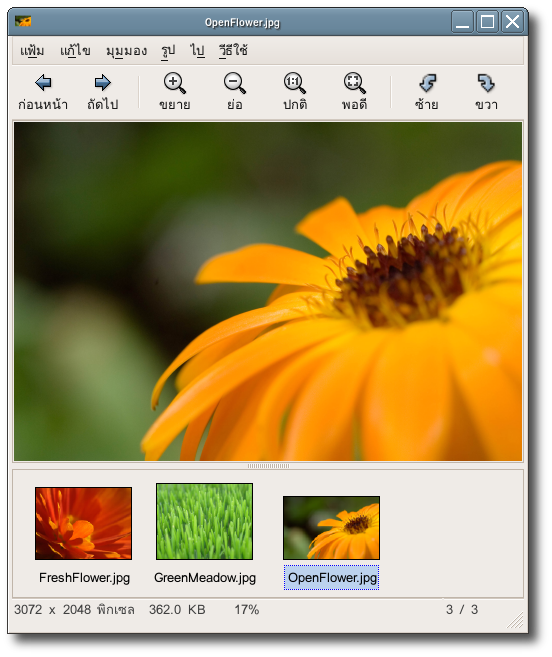 OpenFlower.jpg
แฟ้ม แก้ไข มุมมอง รูป ไป วิธีใช้
ก่อนหน้า ถัดไป ขยาย ย่อ ปกติ พอดี ซ้าย ขวา
FreshFlower.jpg GreenMeadow.jpg OpenFlower.jpg
3072 x 2048 พิกเซล 362.0 KB 17% 3 / 3